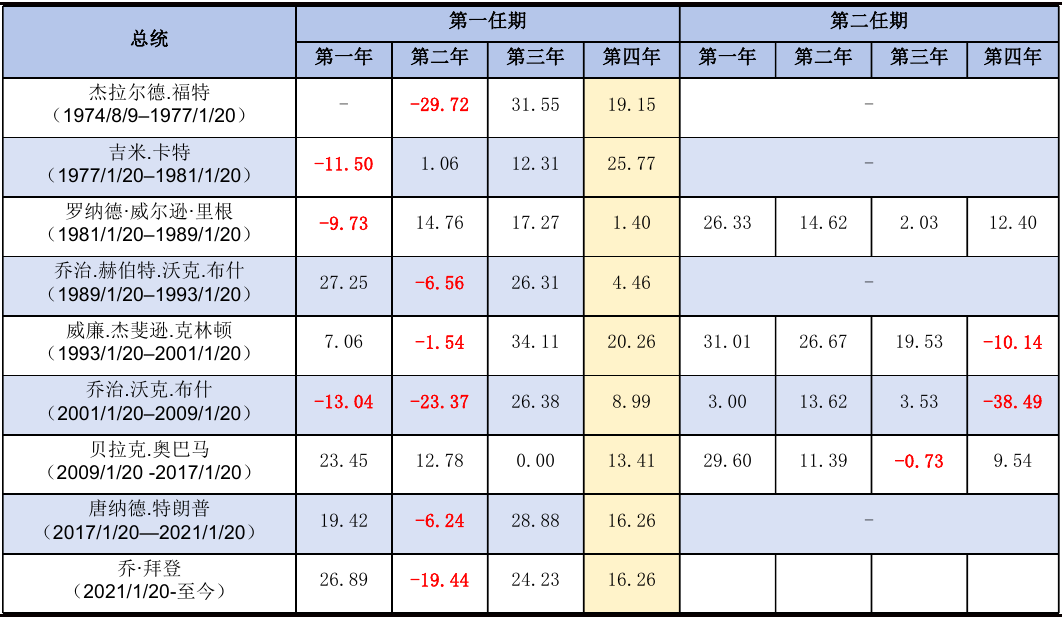 总统 第一任期 第二任期
第一年 第二年 第三年 第四年 第一年 第二年 第三年 第四年
杰拉尔德.福特
（1974/8/9–1977/1/20） - -29.72 31.55 19.15 -
吉米.卡特
（1977/1/20–1981/1/20） -11.50 1.06 12.31 25.77 -
罗纳德·威尔逊·里根
（1981/1/20–1989/1/20） -9.73 14.76 17.27 1.40 26.33 14.62 2.03 12.40
乔治.赫伯特.沃克.布什
（1989/1/20–1993/1/20） 27.25 -6.56 26.31 4.46 -
威廉.杰斐逊.克林顿
（1993/1/20–2001/1/20） 7.06 -1.54 34.11 20.26 31.01 26.67 19.53 -10.14
乔治.沃克.布什
（2001/1/20–2009/1/20） -13.04 -23.37 26.38 8.99 3.00 13.62 3.53 -38.49
贝拉克.奥巴马
（2009/1/20 -2017/1/20） 23.45 12.78 0.00 13.41 29.60 11.39 -0.73 9.54
唐纳德.特朗普
（2017/1/20—2021/1/20） 19.42 -6.24 28.88 16.26 -
乔·拜登
（2021/1/20-至今） 26.89 -19.44 24.23 16.26